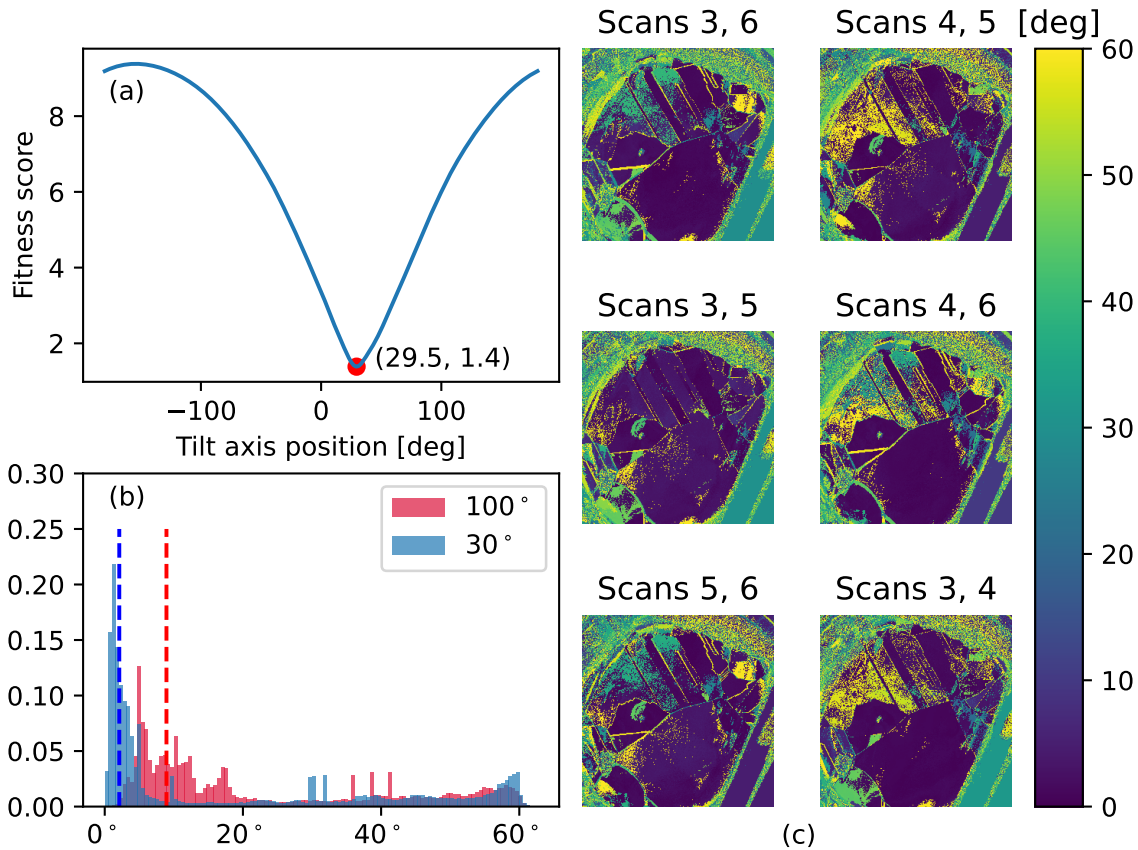 (a)
Fitness score
8
6
4
2
(29.5, 1.4)
−100
0
100
Tilt axis position [deg]
(b)
0.30
0.25
0.20
0.15
0.10
0.05
0.00
100°
30°
0°
20°
40°
60°
Scans 3, 6
Scans 4, 5
[deg]
Scans 3, 5
Scans 4, 6
Scans 5, 6
Scans 3, 4
(c)
60
50
40
30
20
10
0